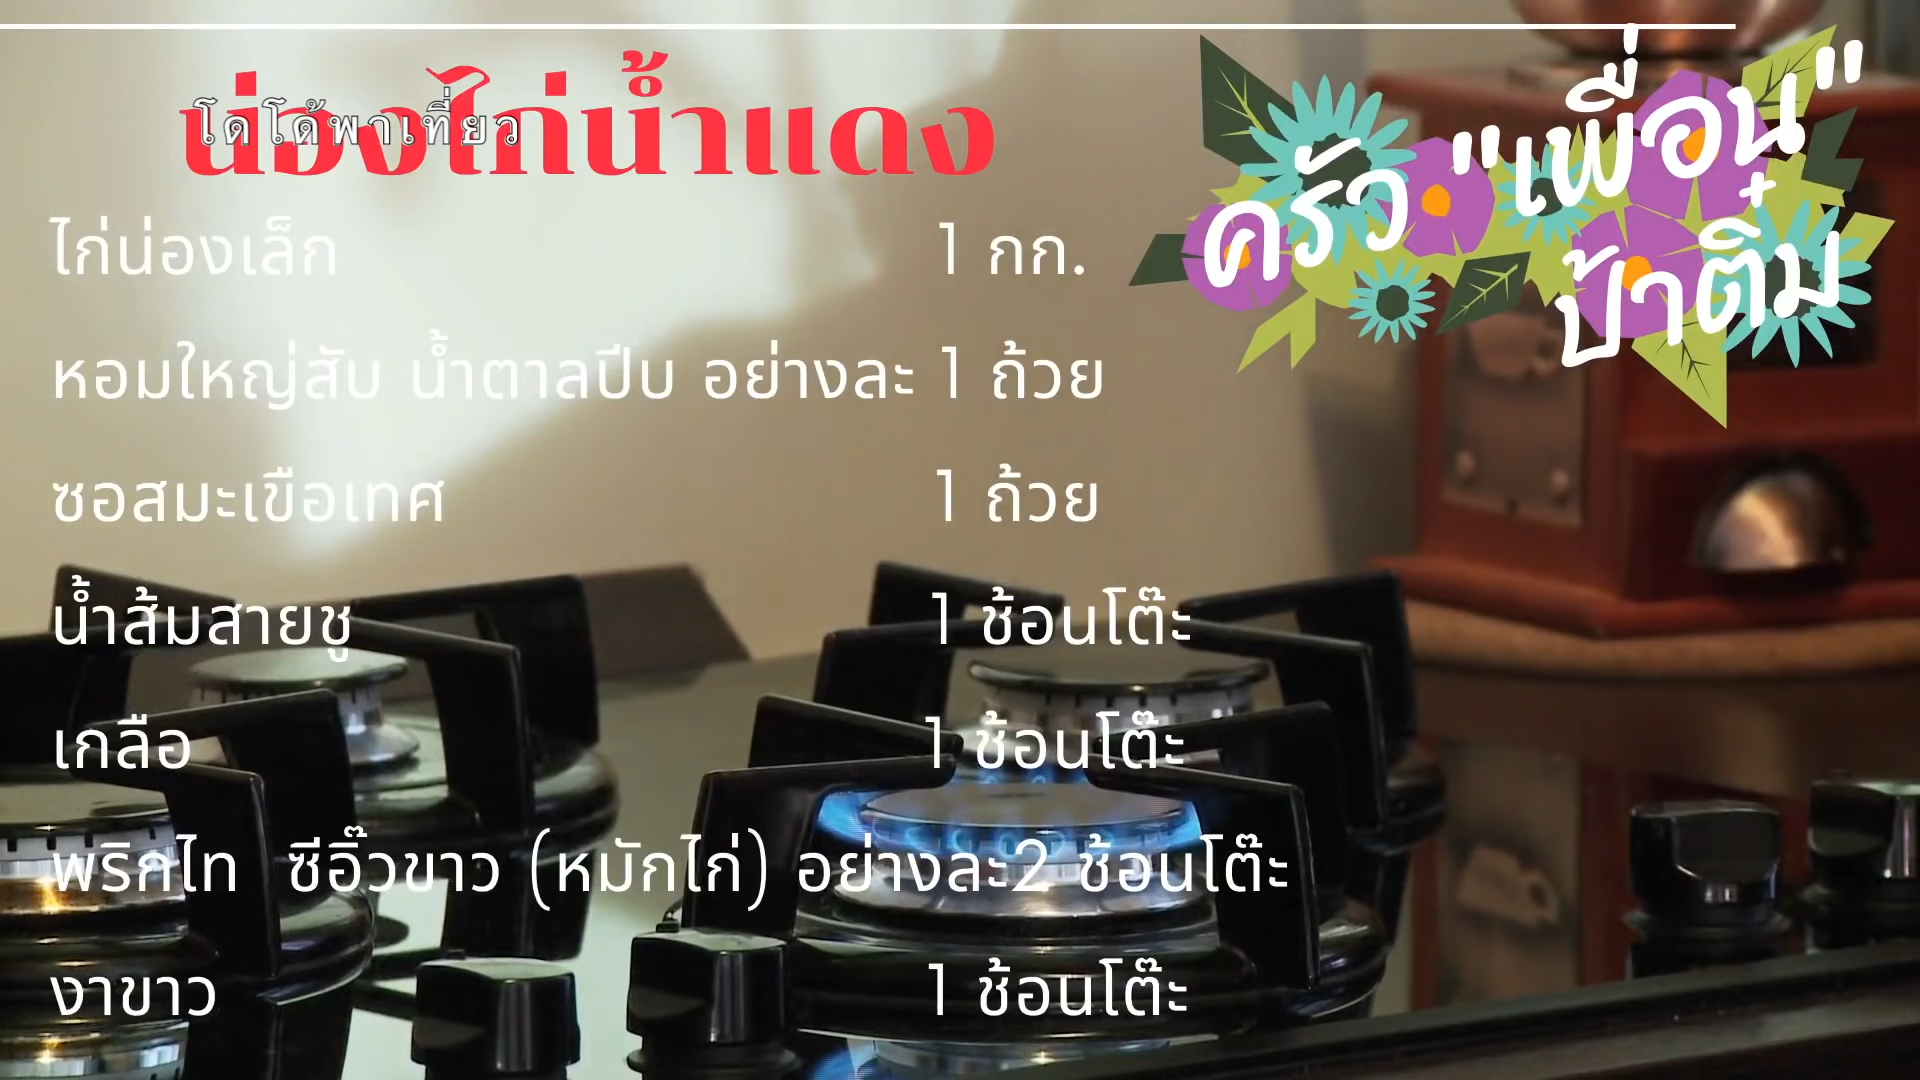 น่องไก่น้ำแดง
โดโด้พาเที่ยว
ครัว "เพื่อน"
ป้าติ๋ม
ไก่น่องเล็ก 1 กก.
หอมใหญ่สับ น้ำตาลปีบ อย่างละ 1 ถ้วย
ซอสมะเขือเทศ 1 ถ้วย
น้ำส้มสายชู 1 ช้อนโต๊ะ
เกลือ 1 ช้อนโต๊ะ
พริกไท ซีอิ๊วขาว (หมักไก่) อย่างละ2 ช้อนโต๊ะ
งาขาว 1 ช้อนโต๊ะ